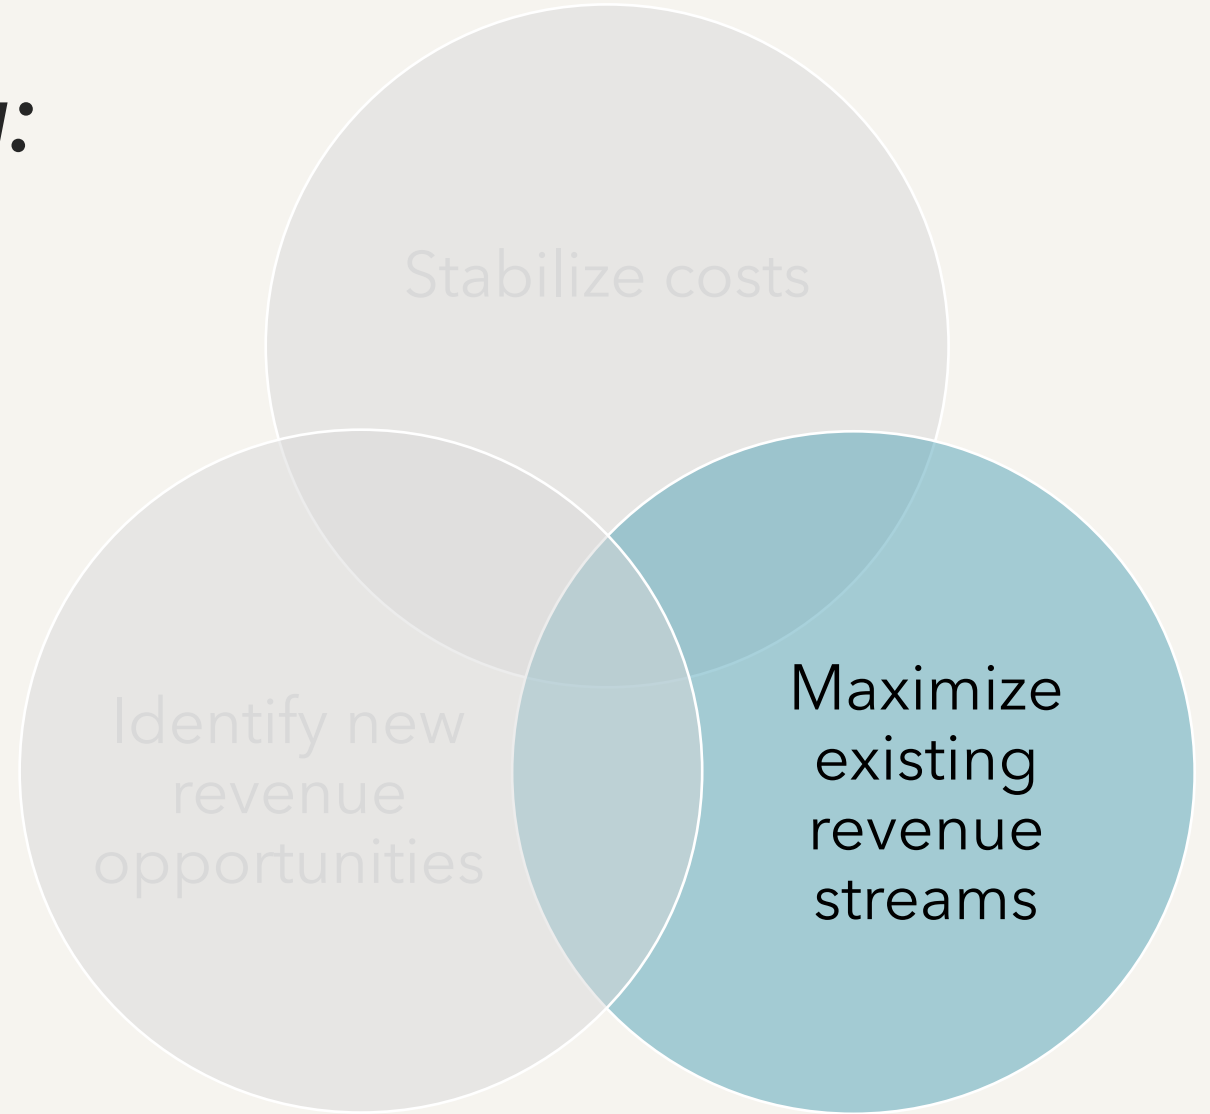 Stabilize costs
Identify new
revenue
opportunities
Maximize
existing
revenue
streams